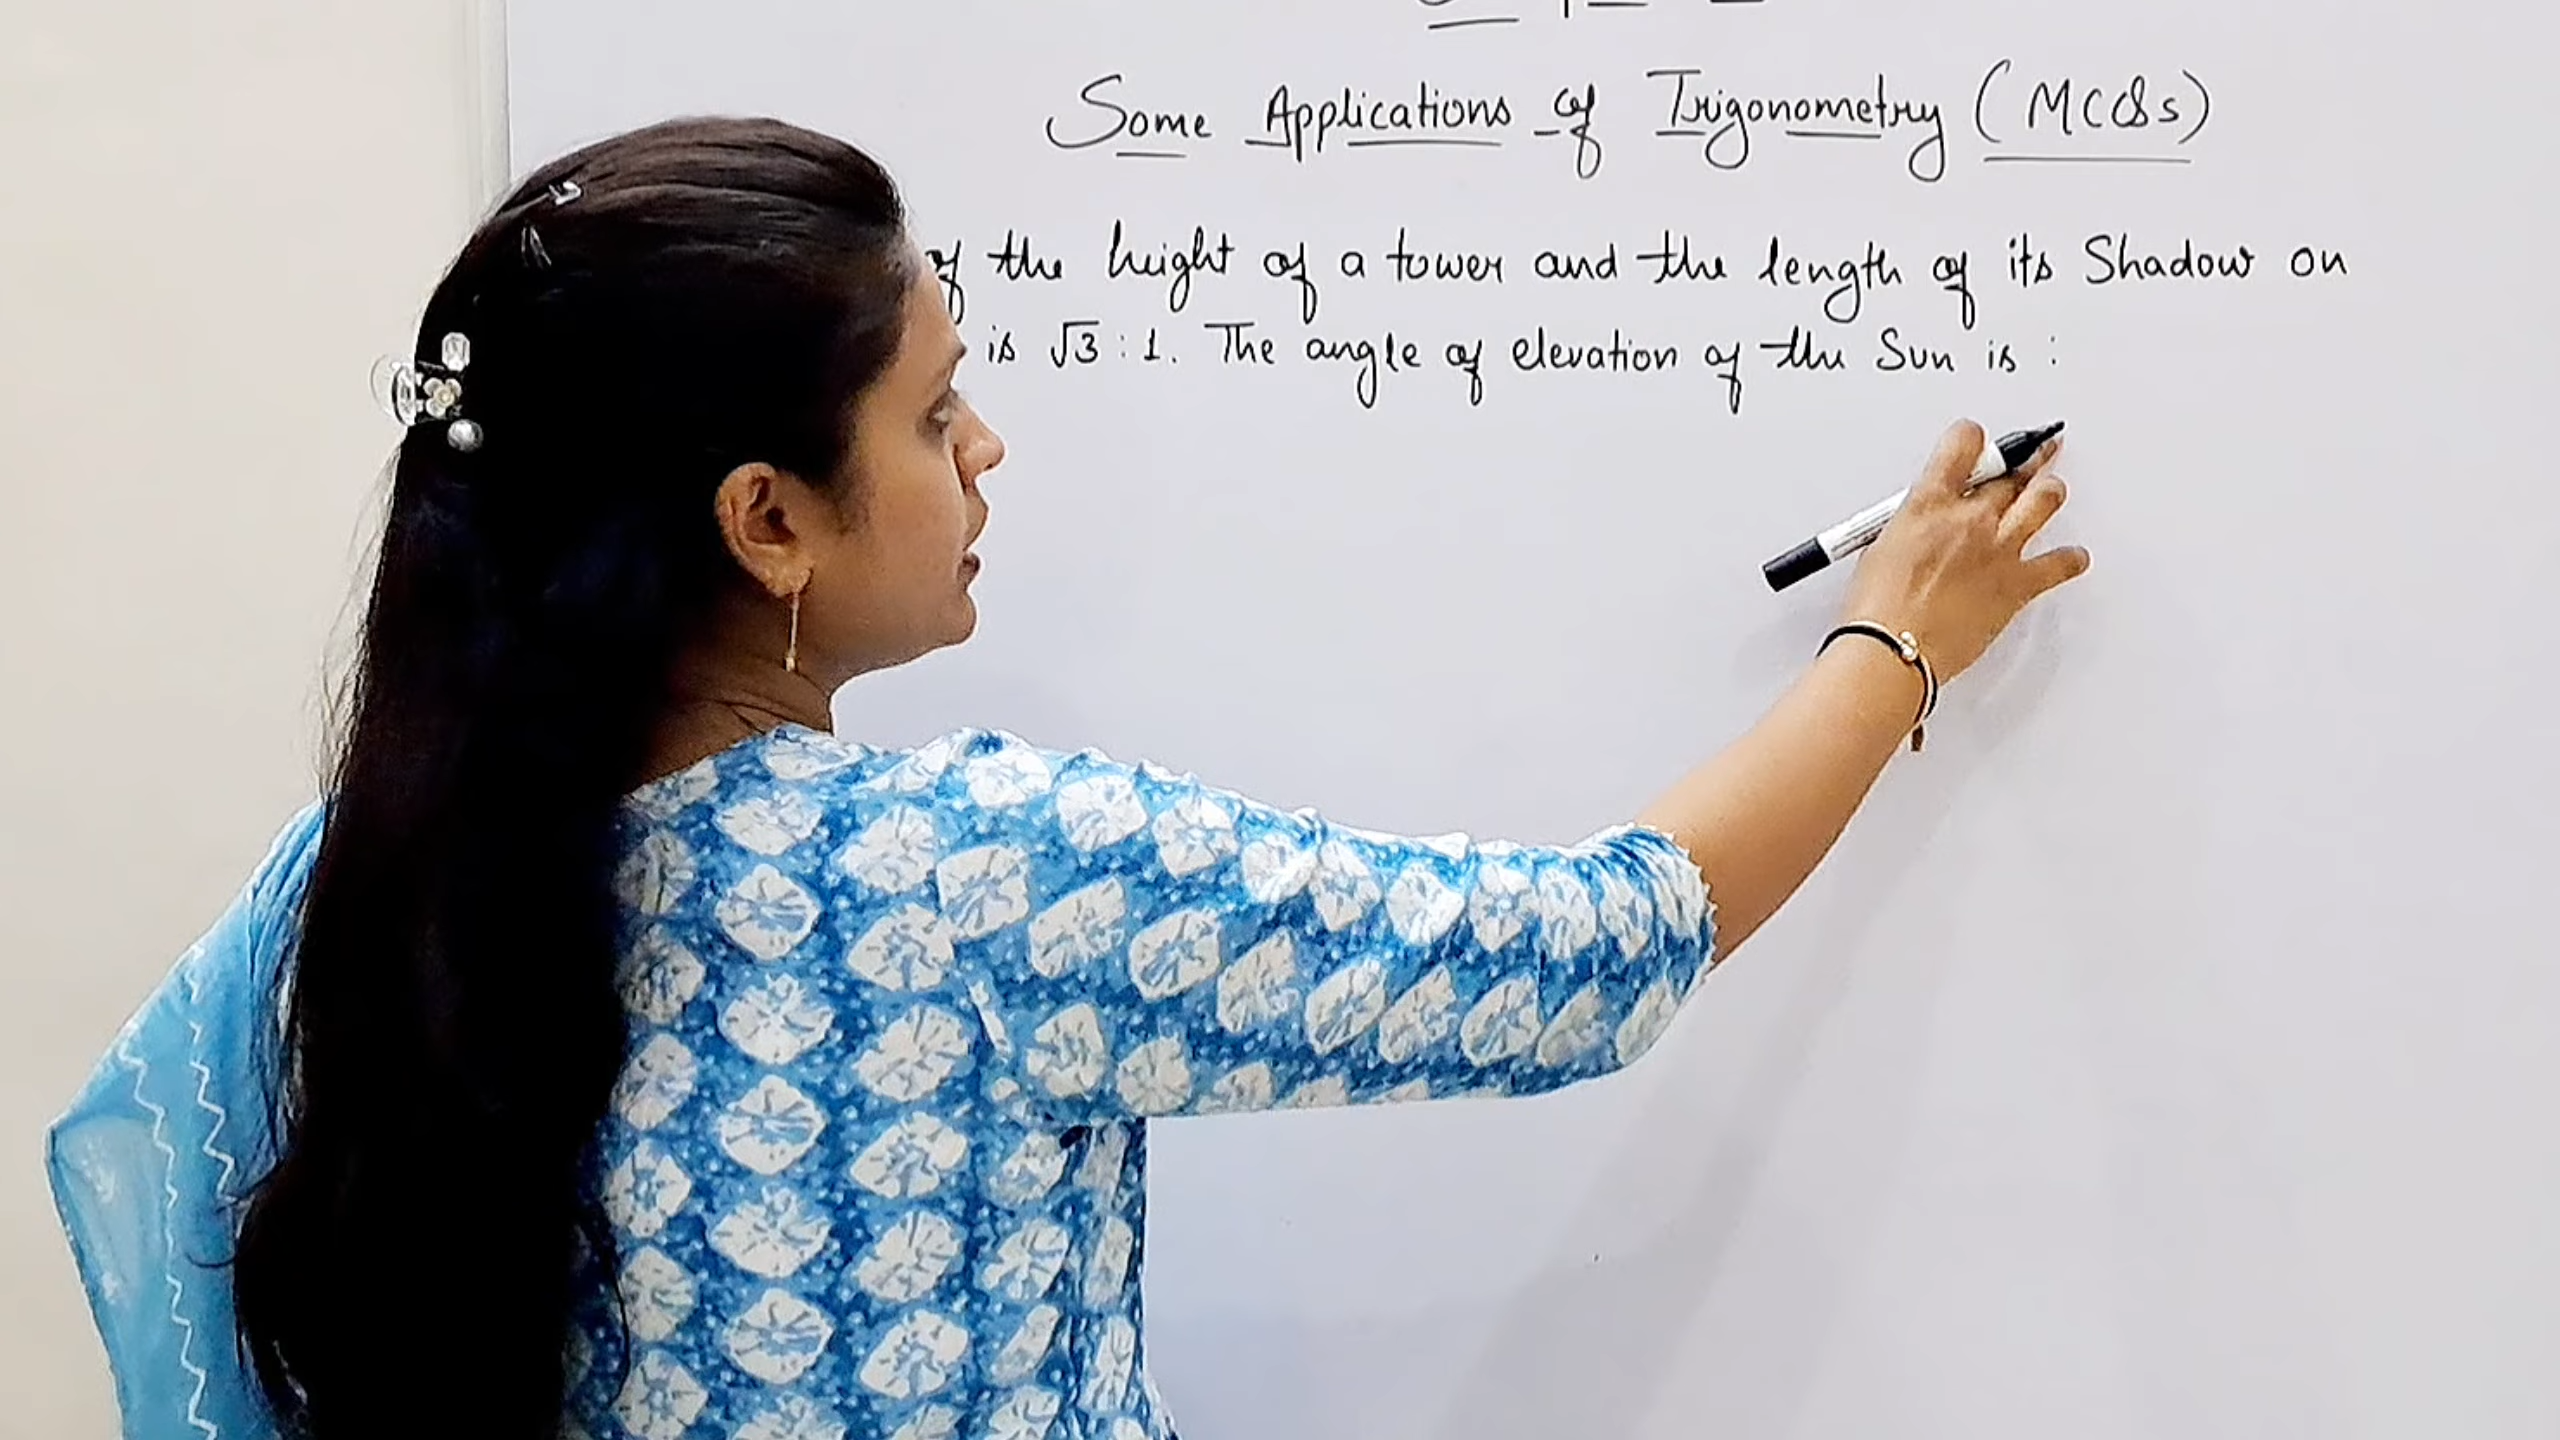 Some Applications of Trigonometry (MCQs)
of the height of a tower and the length of its Shadow on
is √3 : 1. The angle of elevation of the Sun is :